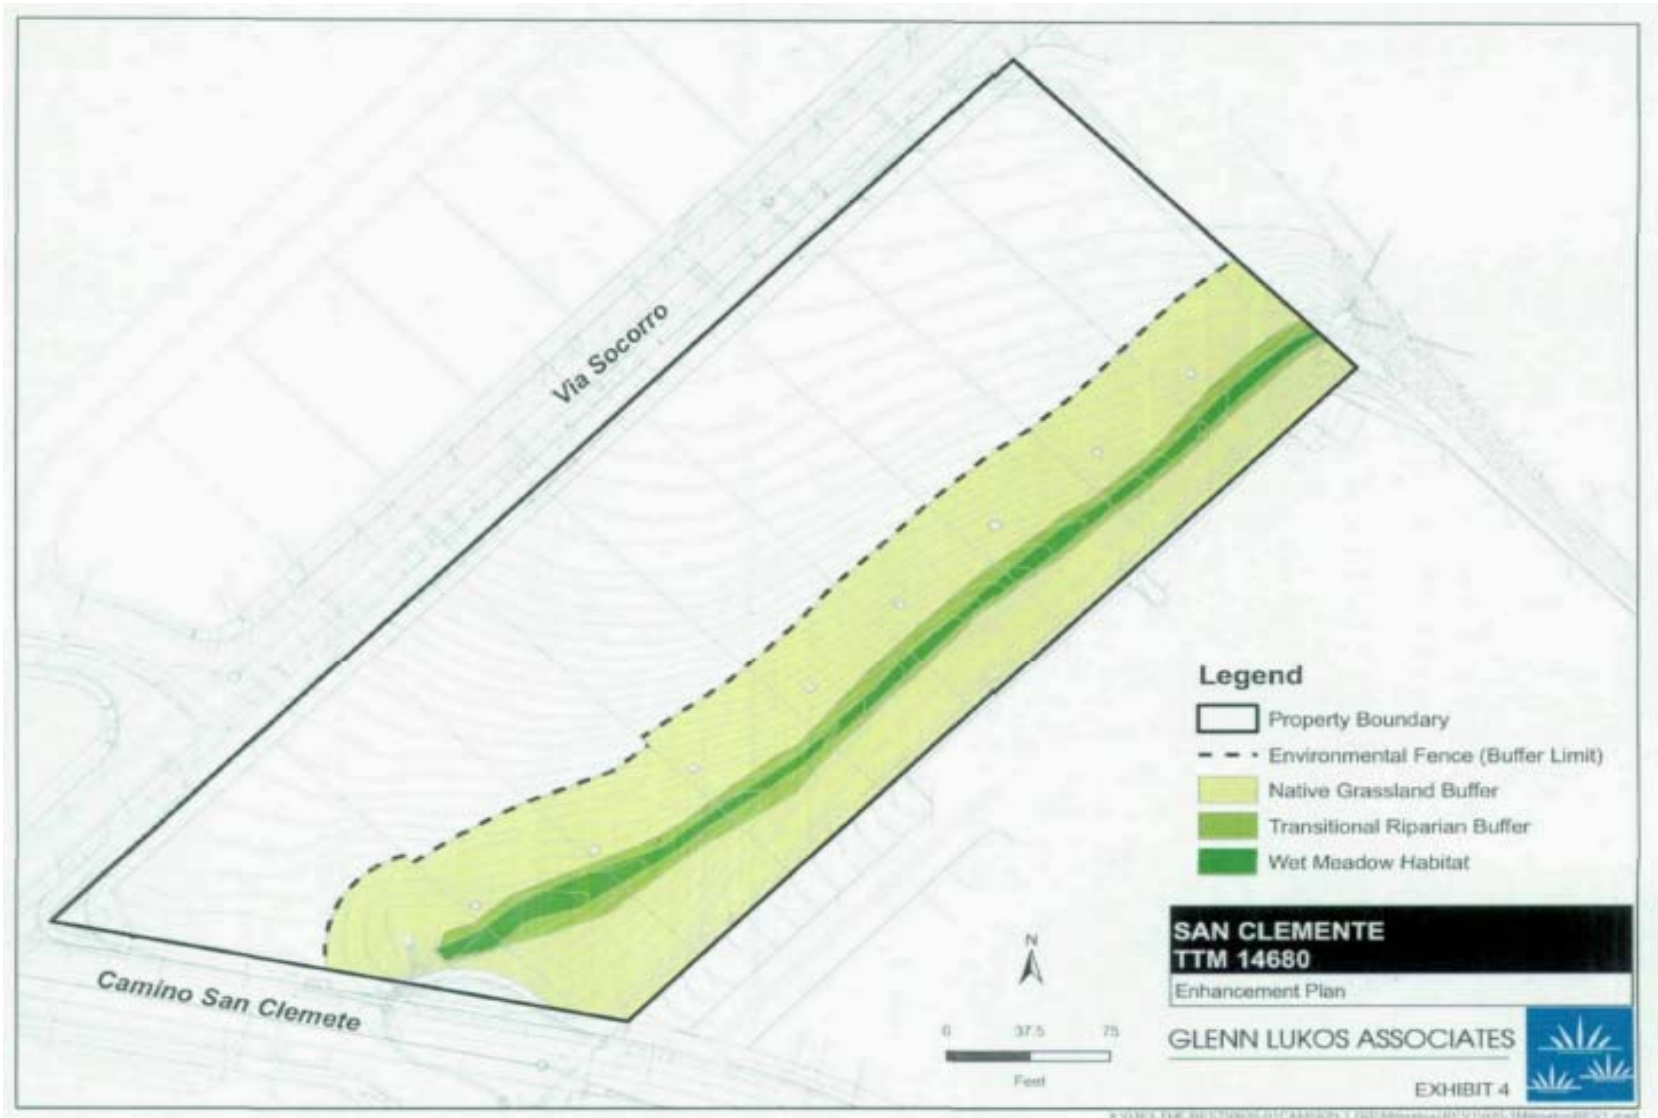 Via Socorro
Camino San Clemete
Legend
Property Boundary
Environmental Fence (Buffer Limit)
Native Grassland Buffer
Transitional Riparian Buffer
Wet Meadow Habitat
N
0 37.5 75
Feet
SAN CLEMENTE
TTM 14680
Enhancement Plan
GLENN LUKOS ASSOCIATES
EXHIBIT 4